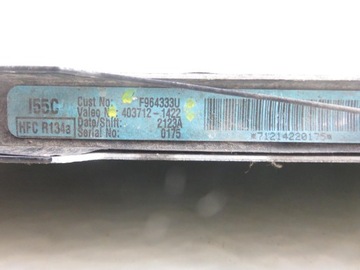 I55C
HFC R134a
Cust No: F964333U
Valeo No: 403712-1422
Date/Shift: 2123A
Serial No: 0175
*71214220175*